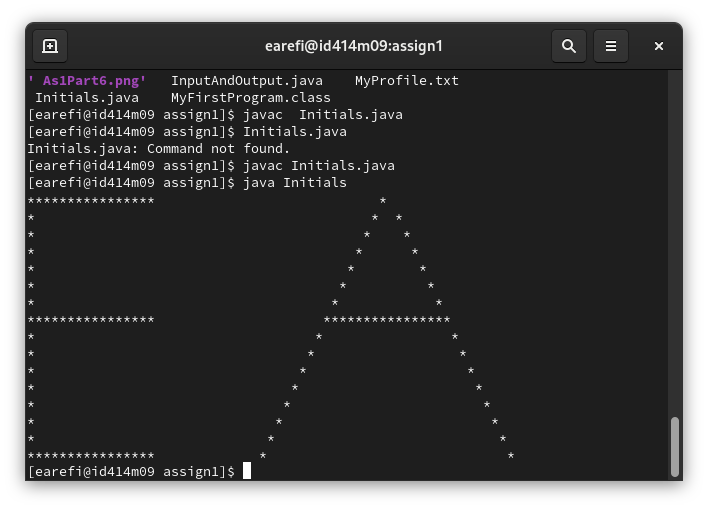 earefi@id414m09:assign1
' As1Part6.png'   InputAndOutput.java    MyProfile.txt
 Initials.java    MyFirstProgram.class
[earefi@id414m09 assign1]$ javac  Initials.java
[earefi@id414m09 assign1]$ Initials.java
Initials.java: Command not found.
[earefi@id414m09 assign1]$ javac Initials.java
[earefi@id414m09 assign1]$ java Initials
****************                            *
*                                          *  *
*                                         *    *
*                                        *      *
*                                       *        *
*                                      *          *
*                                     *            *
****************                     ****************
*                                   *                *
*                                  *                  *
*                                 *                    *
*                                *                      *
*                               *                        *
*                              *                          *
*                             *                            *
****************             *                              *
[earefi@id414m09 assign1]$